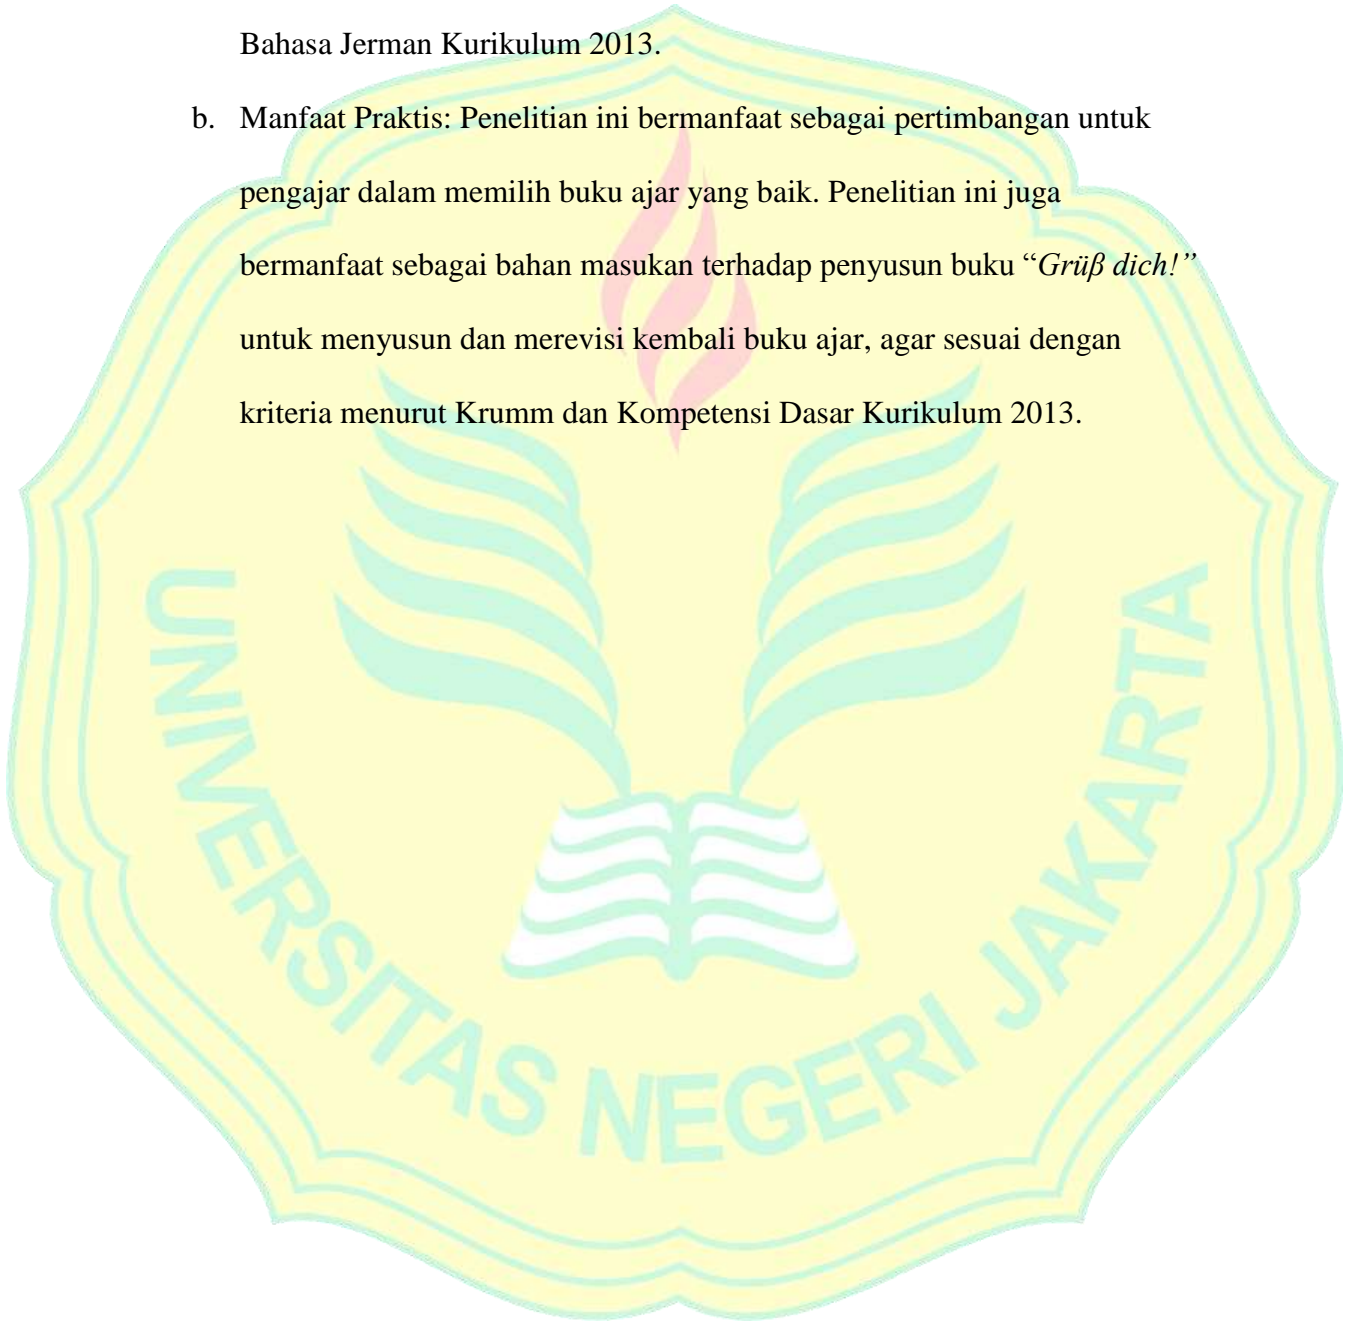 Bahasa Jerman Kurikulum 2013.
b. Manfaat Praktis: Penelitian ini bermanfaat sebagai pertimbangan untuk
pengajar dalam memilih buku ajar yang baik. Penelitian ini juga
bermanfaat sebagai bahan masukan terhadap penyusun buku “Grüβ dich!”
untuk menyusun dan merevisi kembali buku ajar, agar sesuai dengan
kriteria menurut Krumm dan Kompetensi Dasar Kurikulum 2013.
UNIVERSITAS NEGERI JAKARTA